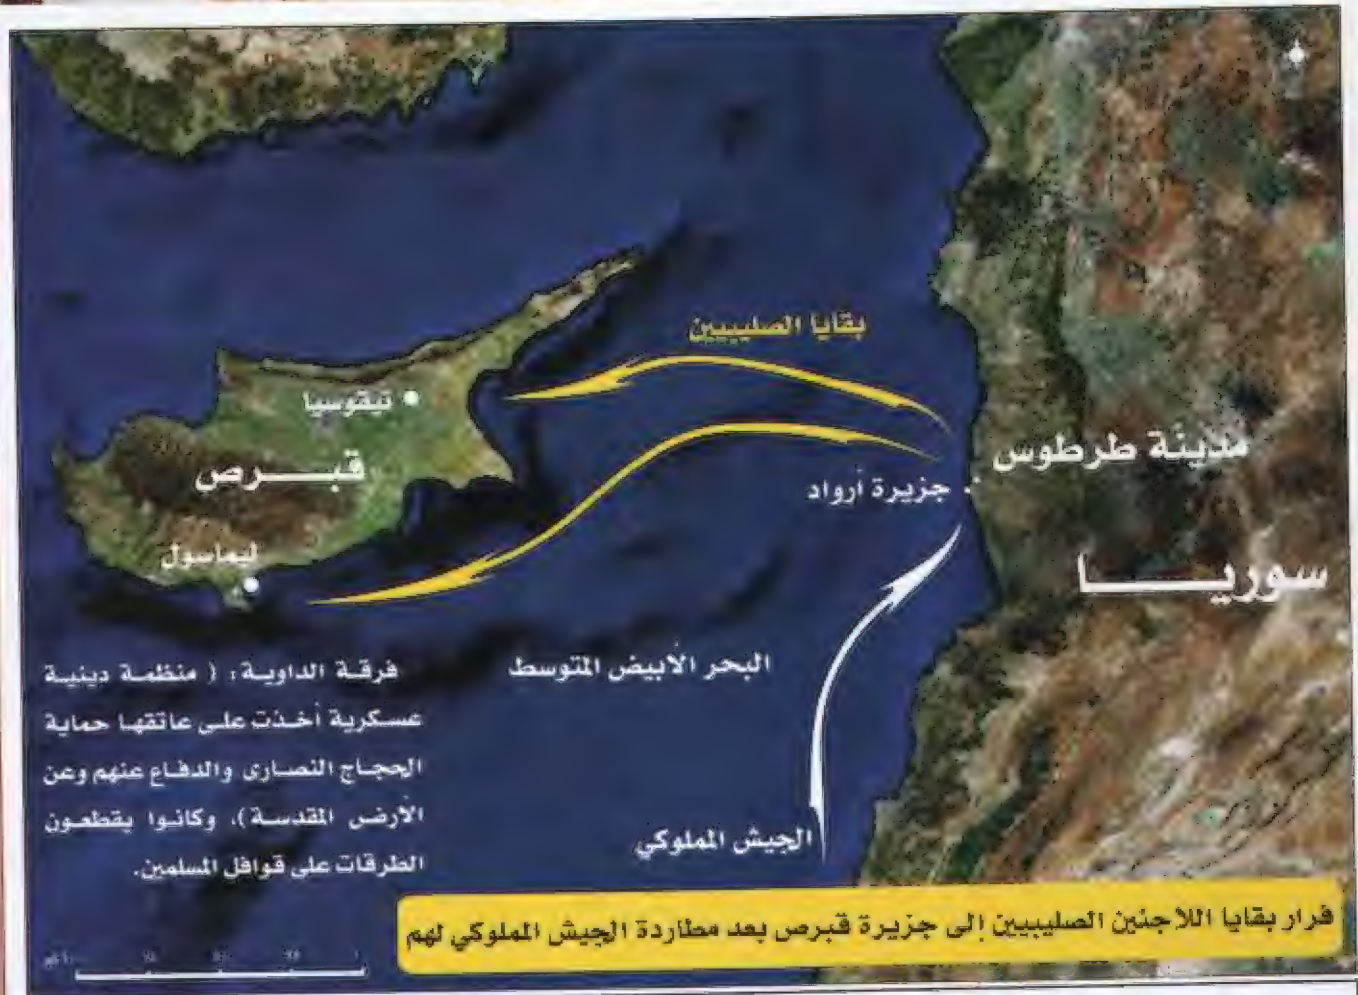 بقايا الصليبيين
نيقوسيا
مدينة طرطوس
قبـــرص
جزيرة أرواد
ليماسول
سوريـــــا
البحر الأبيض المتوسط
فرقة الداوية: ( منظمة دينية
عسكرية أخذت على عاتقها حماية
الحجاج النصارى والدفاع عنهم وعن
الأرض المقدسة)، وكانوا يقطعون
الطرقات على قوافل المسلمين.
الجيش المملوكي
فرار بقايا اللاجئين الصليبيين إلى جزيرة قبرص بعد مطاردة الجيش المملوكي لهم